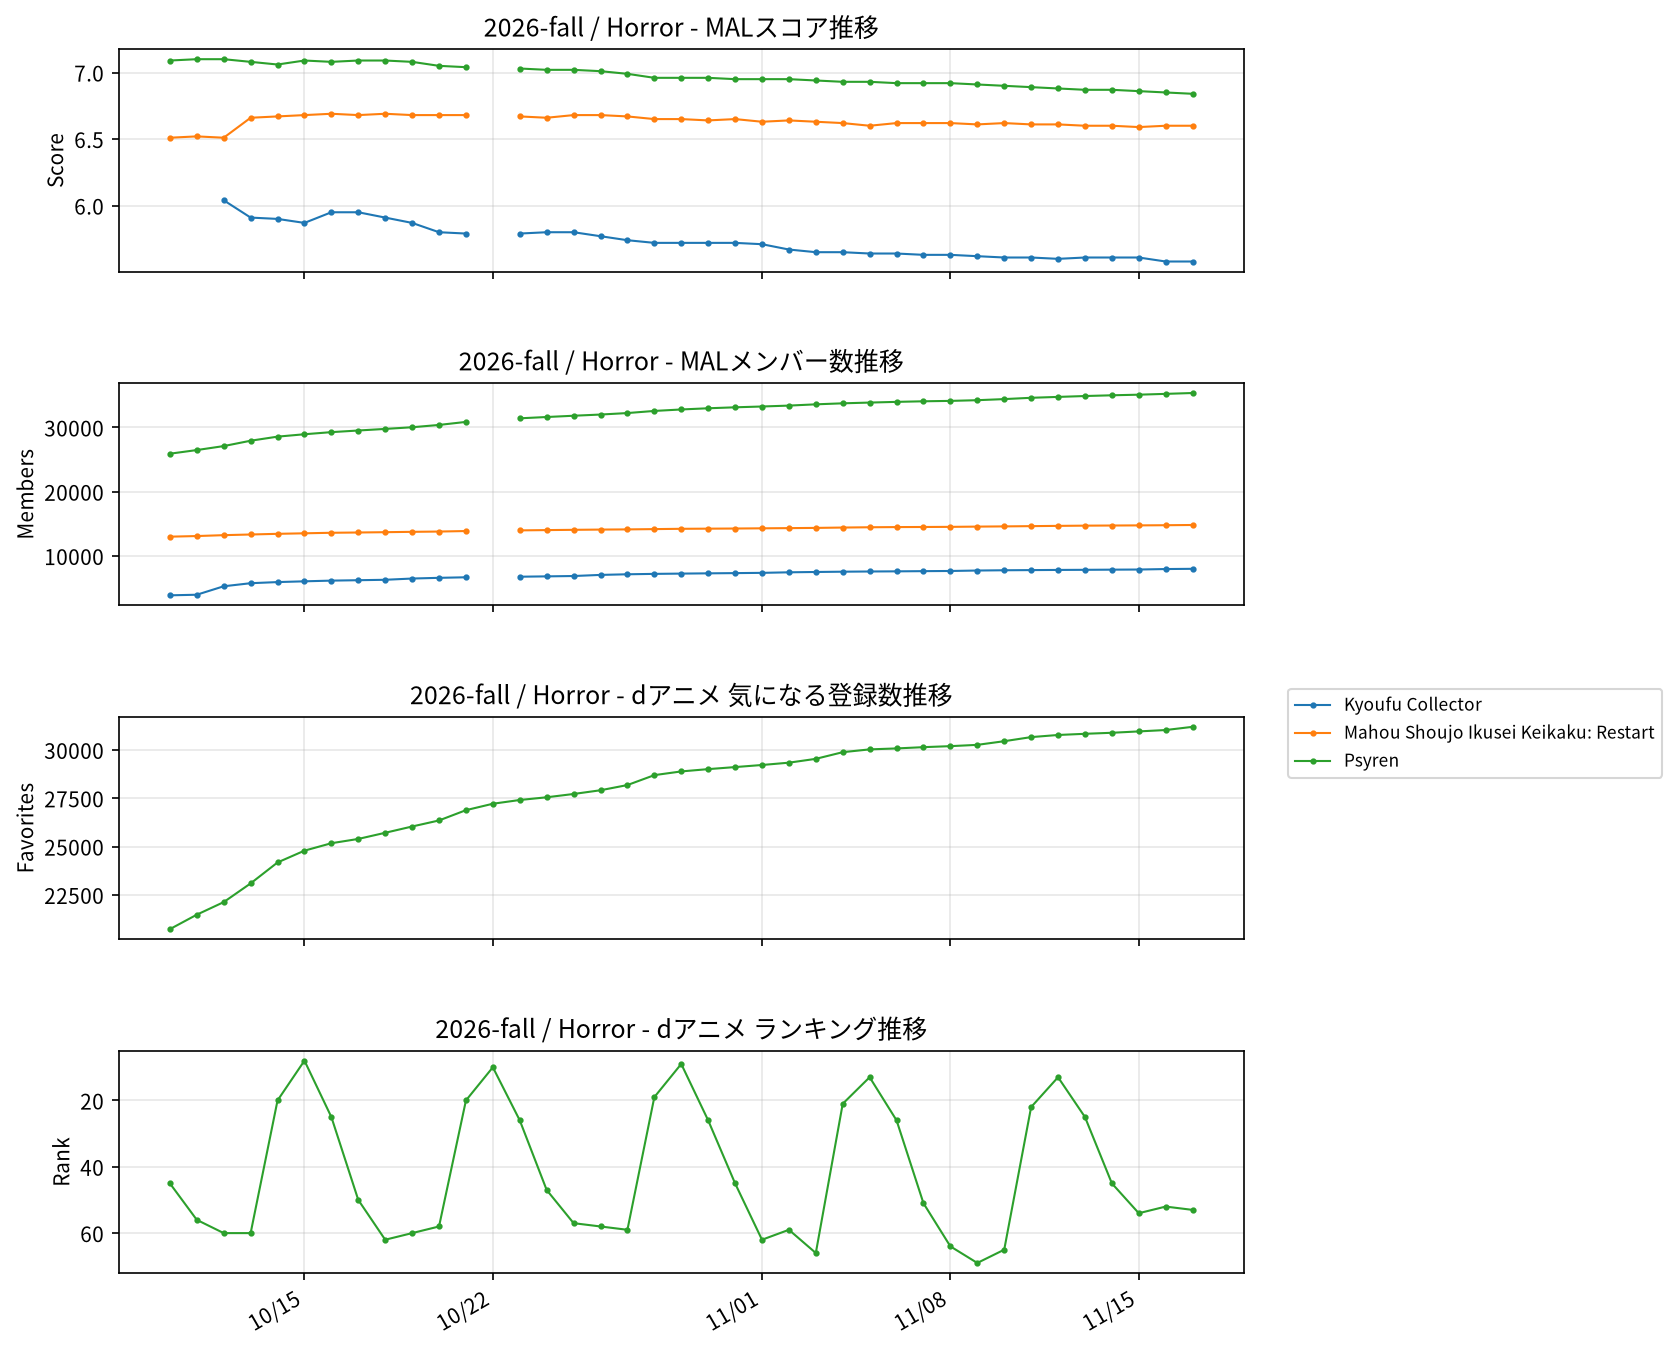 2026-fall / Horror - MALスコア推移
Score
7.0
6.5
6.0
2026-fall / Horror - MALメンバー数推移
Members
30000
20000
10000
2026-fall / Horror - dアニメ 気になる登録数推移
Favorites
30000
27500
25000
22500
Kyoufu Collector
Mahou Shoujo Ikusei Keikaku: Restart
Psyren
2026-fall / Horror - dアニメ ランキング推移
Rank
20
40
60
10/15
10/22
11/01
11/08
11/15